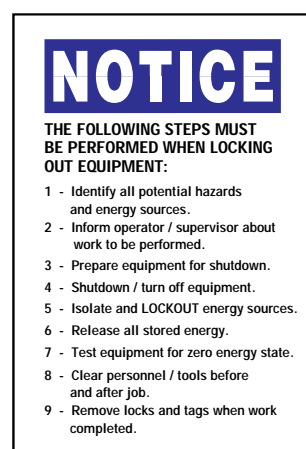 NOTICE
THE FOLLOWING STEPS MUST
BE PERFORMED WHEN LOCKING
OUT EQUIPMENT:
1 - Identify all potential hazards
and energy sources.
2 - Inform operator / supervisor about
work to be performed.
3 - Prepare equipment for shutdown.
4 - Shutdown / turn off equipment.
5 - Isolate and LOCKOUT energy sources.
6 - Release all stored energy.
7 - Test equipment for zero energy state.
8 - Clear personnel / tools before
and after job.
9 - Remove locks and tags when work
completed.